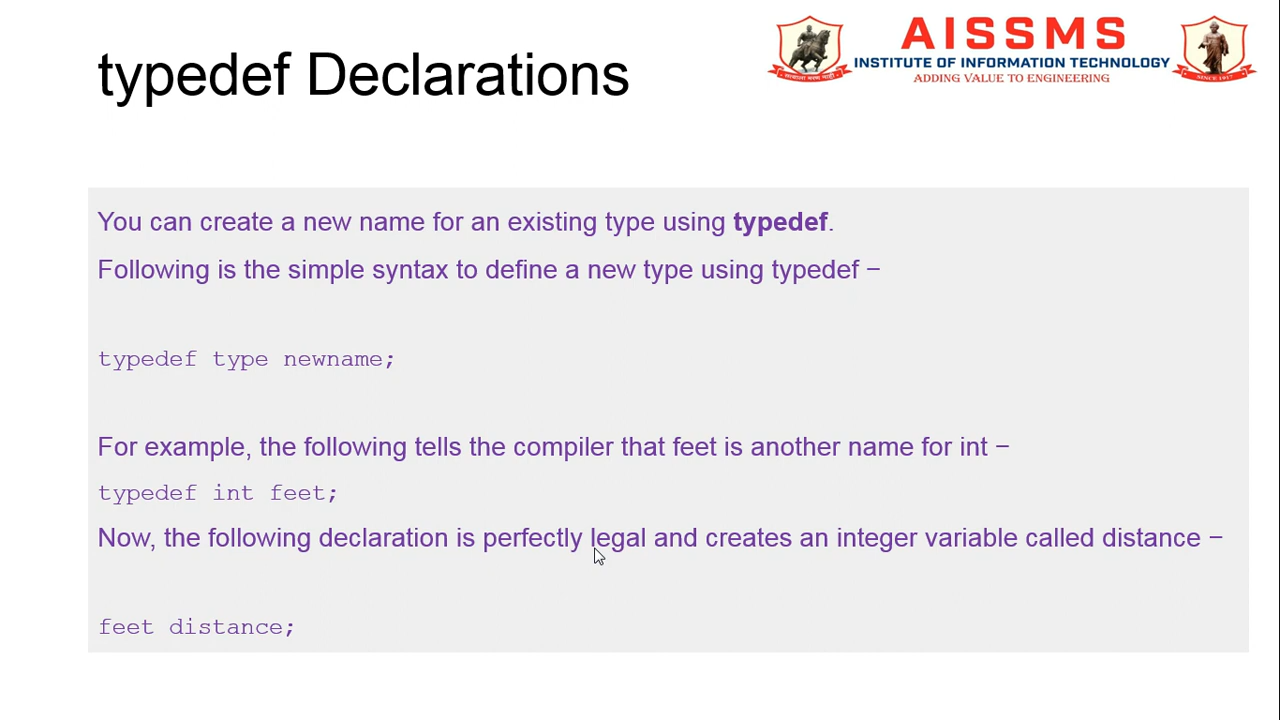 typedef Declarations
AISSMS
INSTITUTE OF INFORMATION TECHNOLOGY
ADDING VALUE TO ENGINEERING
SINCE 1917
You can create a new name for an existing type using typedef.
Following is the simple syntax to define a new type using typedef −
typedef type newname;
For example, the following tells the compiler that feet is another name for int −
typedef int feet;
Now, the following declaration is perfectly legal and creates an integer variable called distance −
feet distance;